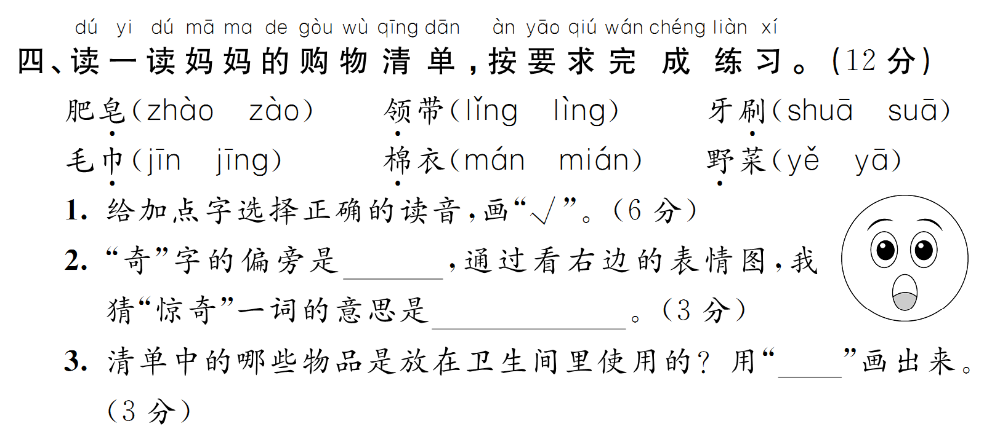 dú yi dú mā ma de gòu wù qīng dān àn yāo qiú wán chéng liàn xí
四、读一读妈妈的购物清单,按要求完成练习。(12分)
肥皂(zhào zào) 领带(lǐng lìng) 牙刷(shuā suā)
毛巾(jīn jīng) 棉衣(mán mián) 野菜(yě yā)
1. 给加点字选择正确的读音,画“√”。(6分)
2. “奇”字的偏旁是______,通过看右边的表情图,我
猜“惊奇”一词的意思是____________。(3分)
3. 清单中的哪些物品是放在卫生间里使用的? 用“____”画出来。
(3分)